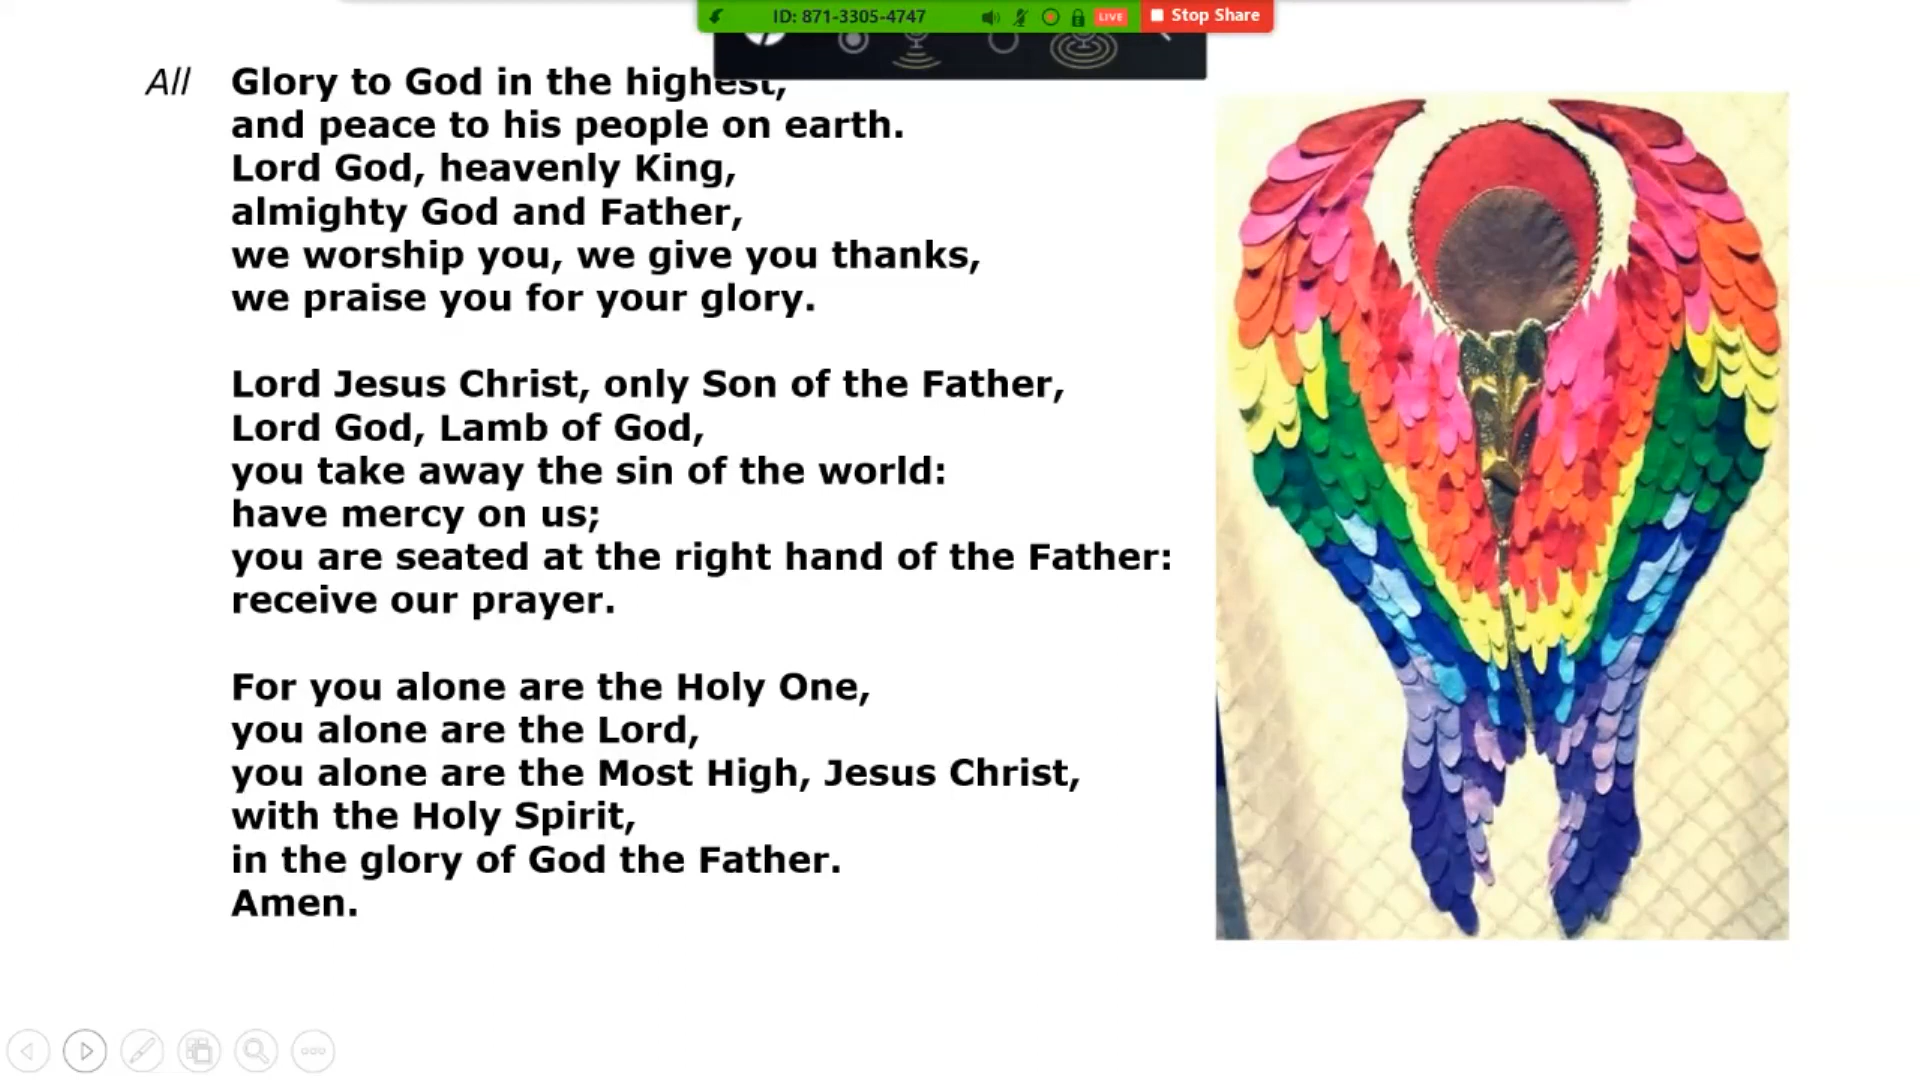 ID: 871-3305-4747 LIVE Stop Share
All Glory to God in the highest,
and peace to his people on earth.
Lord God, heavenly King,
almighty God and Father,
we worship you, we give you thanks,
we praise you for your glory.
Lord Jesus Christ, only Son of the Father,
Lord God, Lamb of God,
you take away the sin of the world:
have mercy on us;
you are seated at the right hand of the Father:
receive our prayer.
For you alone are the Holy One,
you alone are the Lord,
you alone are the Most High, Jesus Christ,
with the Holy Spirit,
in the glory of God the Father.
Amen.